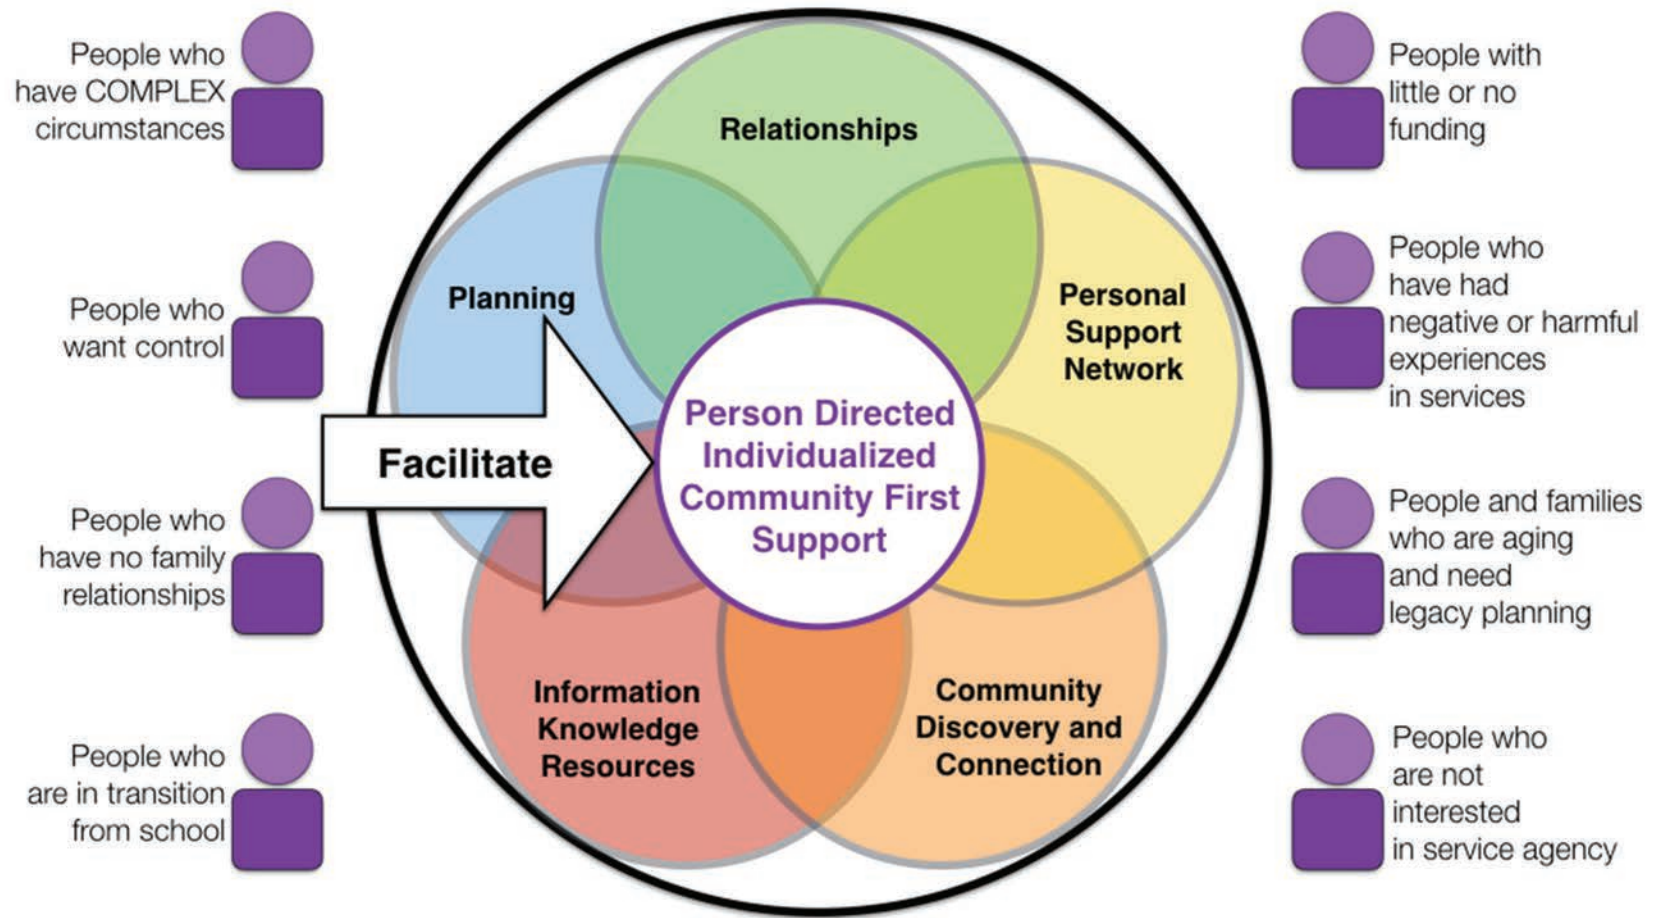 People who
have COMPLEX
circumstances
People who
want control
People who
have no family
relationships
People who
are in transition
from school
Relationships
Planning
Personal
Support
Network
Facilitate
Person Directed
Individualized
Community First
Support
Information
Knowledge
Resources
Community
Discovery and
Connection
People with
little or no
funding
People who
have had
negative or harmful
experiences
in services
People and families
who are aging
and need
legacy planning
People who
are not
interested
in service agency